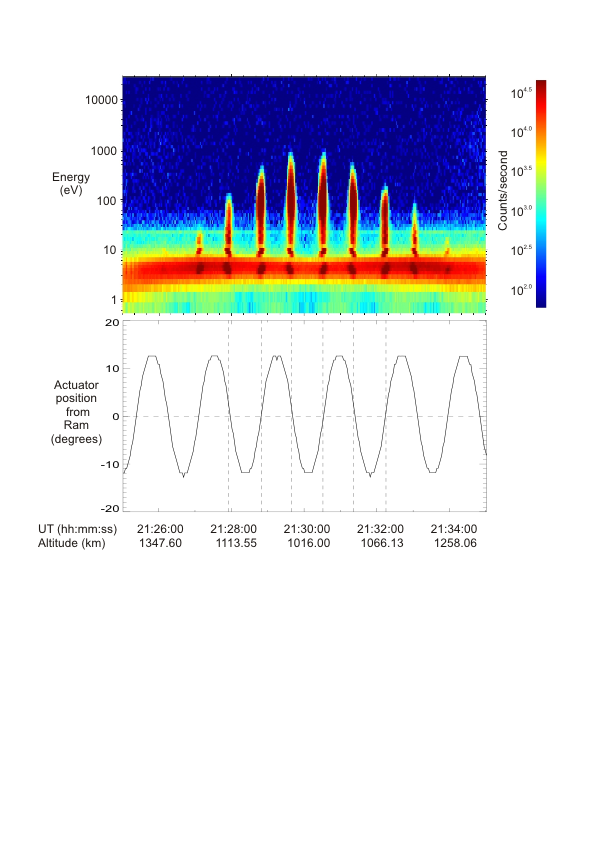 10000
1000
100
10
1
Energy
(eV)
Counts/second
10^4.5
10^4.0
10^3.5
10^3.0
10^2.5
10^2.0
20
10
0
-10
-20
Actuator
position
from
Ram
(degrees)
UT (hh:mm:ss) 21:26:00 21:28:00 21:30:00 21:32:00 21:34:00
Altitude (km) 1347.60 1113.55 1016.00 1066.13 1258.06